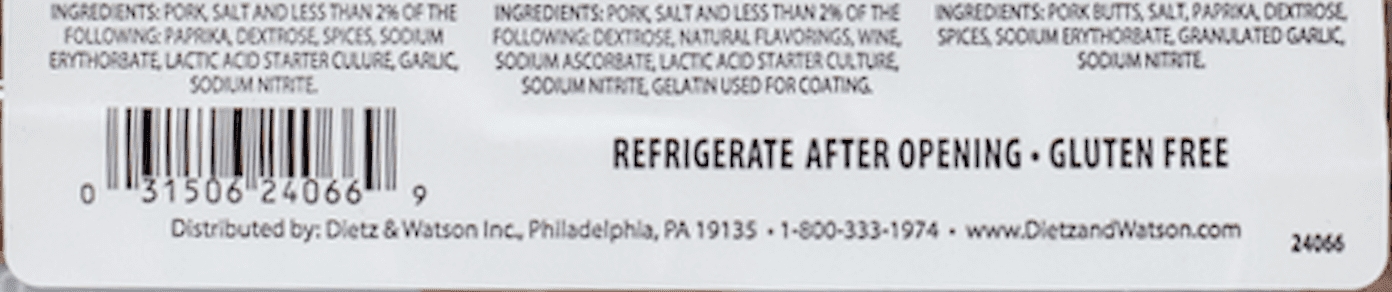 INGREDIENTS: PORK, SALT AND LESS THAN 2% OF THE
FOLLOWING: PAPRIKA, DEXTROSE, SPICES, SODIUM
ERYTHORBATE, LACTIC ACID STARTER CULURE, GARLIC,
SODIUM NITRITE.
INGREDIENTS: PORK, SALT AND LESS THAN 2% OF THE
FOLLOWING: DEXTROSE, NATURAL FLAVORINGS, WINE,
SODIUM ASCORBATE, LACTIC ACID STARTER CULTURE,
SODIUM NITRITE, GELATIN USED FOR COATING.
INGREDIENTS: PORK BUTTS, SALT, PAPRIKA, DEXTROSE,
SPICES, SODIUM ERYTHORBATE, GRANULATED GARLIC,
SODIUM NITRITE.
REFRIGERATE AFTER OPENING • GLUTEN FREE
0 31506 24066 9
Distributed by: Dietz & Watson Inc., Philadelphia, PA 19135 • 1-800-333-1974 • www.DietzandWatson.com
24066